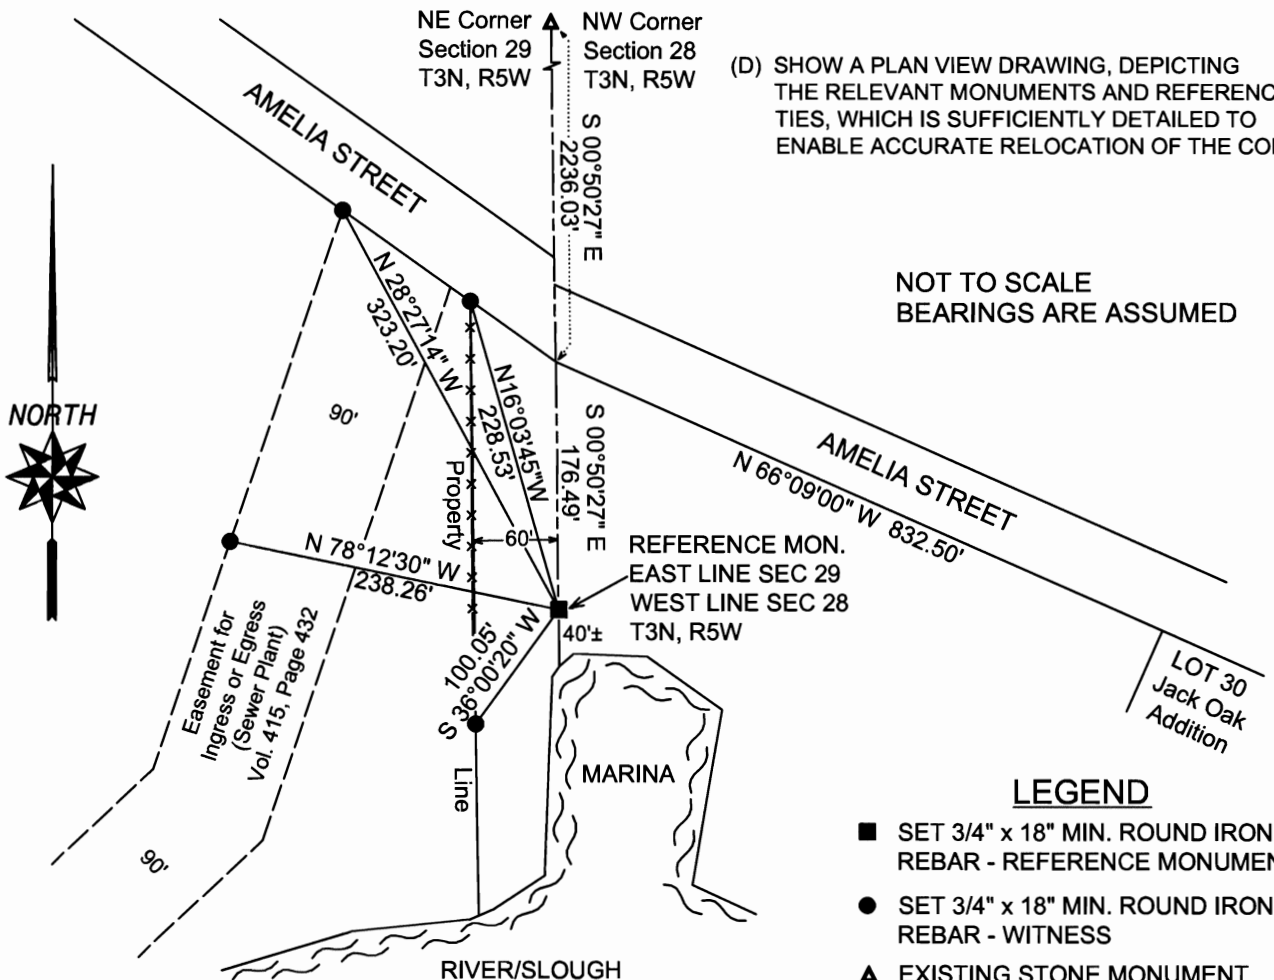 NE Corner
Section 29
T3N, R5W
NW Corner
Section 28
T3N, R5W
(D) SHOW A PLAN VIEW DRAWING, DEPICTING
THE RELEVANT MONUMENTS AND REFERENC
TIES, WHICH IS SUFFICIENTLY DETAILED TO
ENABLE ACCURATE RELOCATION OF THE CO
AMELIA STREET
S 00°50'27" E
2236.03'
NOT TO SCALE
BEARINGS ARE ASSUMED
NORTH
N 28°27'14" W
323.20'
N16°03'45"W
228.53'
90'
S 00°50'27" E
176.49'
AMELIA STREET
N 66°09'00" W 832.50'
Property
60'
N 78°12'30" W
238.26'
REFERENCE MON.
EAST LINE SEC 29
WEST LINE SEC 28
T3N, R5W
40'±
100.05'
S 36°00'20" W
Easement for
Ingress or Egress
(Sewer Plant)
Vol. 415, Page 432
LOT 30
Jack Oak
Addition
Line
MARINA
90'
RIVER/SLOUGH
LEGEND
SET 3/4" x 18" MIN. ROUND IRON
REBAR - REFERENCE MONUMEN
SET 3/4" x 18" MIN. ROUND IRON
REBAR - WITNESS
EXISTING STONE MONUMENT